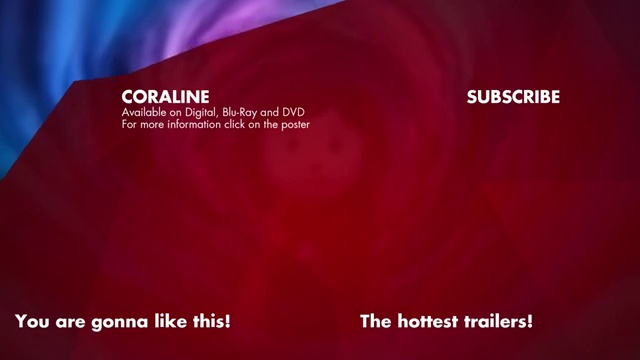 CORALINE
Available on Digital, Blu-Ray and DVD
For more information click on the poster
SUBSCRIBE
You are gonna like this!
The hottest trailers!